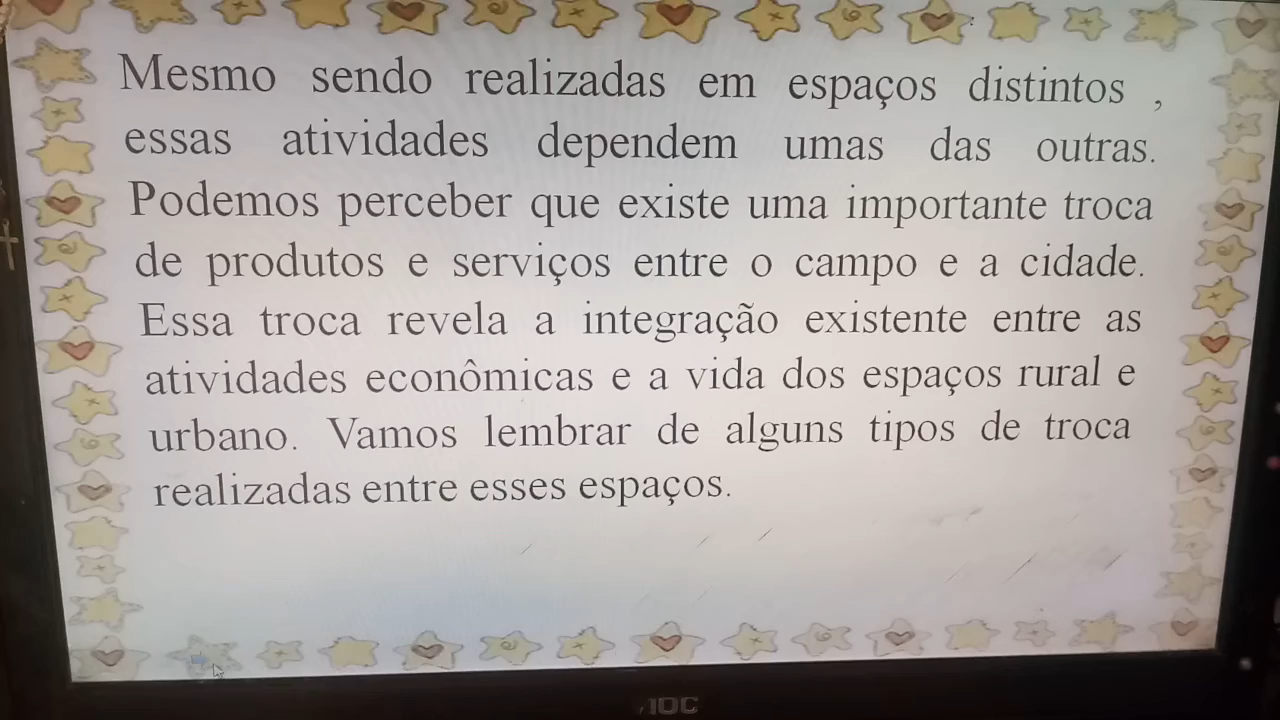 Mesmo sendo realizadas em espaços distintos ,
essas atividades dependem umas das outras.
Podemos perceber que existe uma importante troca
de produtos e serviços entre o campo e a cidade.
Essa troca revela a integração existente entre as
atividades econômicas e a vida dos espaços rural e
urbano. Vamos lembrar de alguns tipos de troca
realizadas entre esses espaços.
AOC